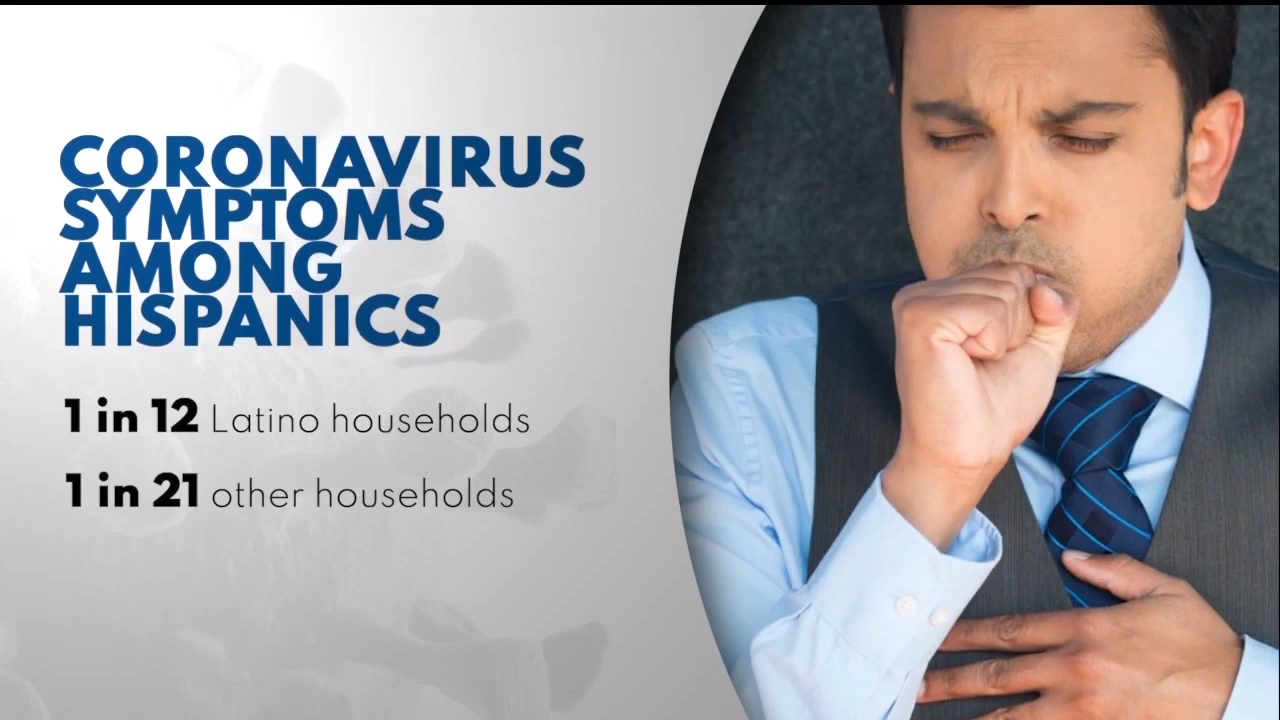 CORONAVIRUS
SYMPTOMS
AMONG
HISPANICS
1 in 12 Latino households
1 in 21 other households